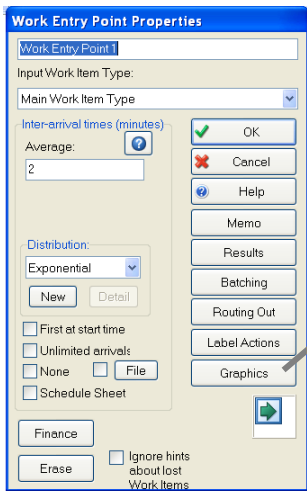 Work Entry Point Properties
Work Entry Point 1
Input Work Item Type:
Main Work Item Type
Inter-arrival times (minutes)
Average:
2
Distribution:
Exponential
New Detail
First at start time
Unlimited arrivals
None File
Schedule Sheet
Finance
Erase
Ignore hints
about lost
Work Items
OK
Cancel
Help
Memo
Results
Batching
Routing Out
Label Actions
Graphics